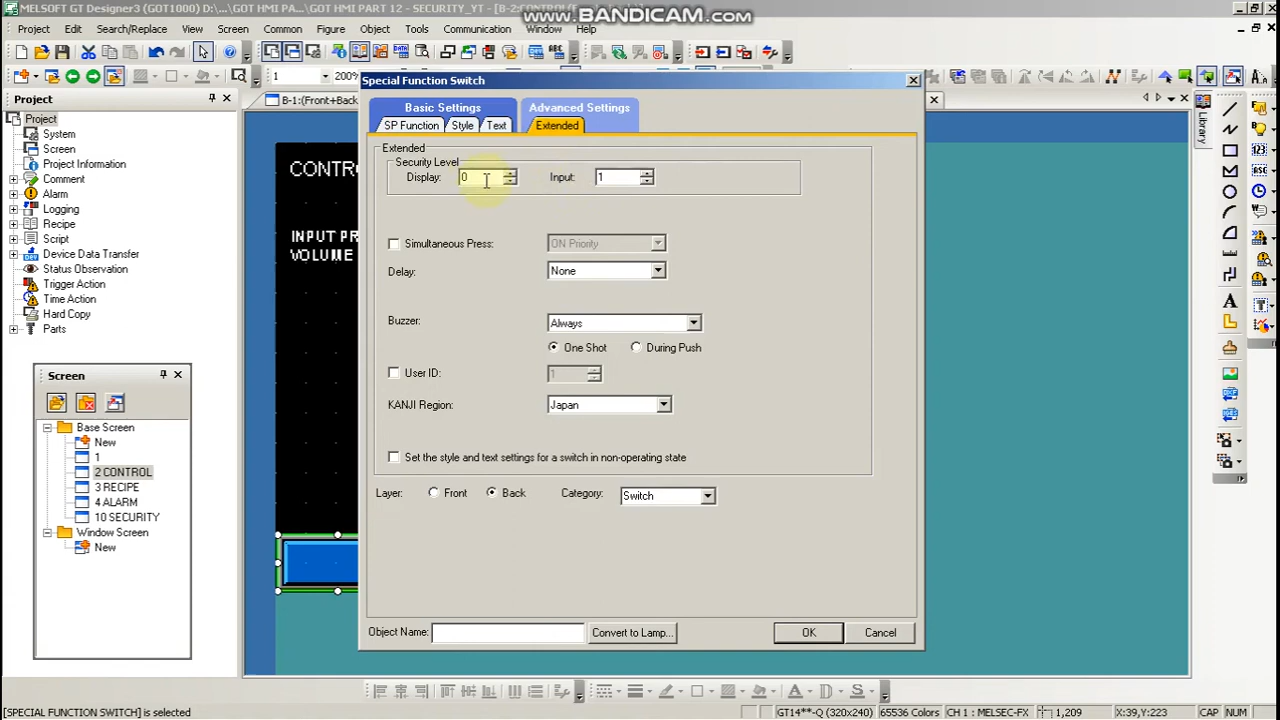 MELSOFT GT Designer3 (GOT1000) D:\...\GOT HMI PA
GOT HMI PART 12 - SECURITY_YT - [B-2:CONTROL
www.BANDICAM.com
Project Edit Search/Replace View Screen Common Figure Object Tools Communication Window Help
1 200%
Project
Project
System
Screen
Project Information
Comment
Alarm
Logging
Recipe
Script
Device Data Transfer
Status Observation
Trigger Action
Time Action
Hard Copy
Parts
B-1:(Front+Back
Library
CONTR
INPUT PR
VOLUME
Special Function Switch
Basic Settings Advanced Settings
SP Function Style Text Extended
Extended
Security Level
Display: 0 Input: 1
Simultaneous Press: ON Priority
Delay: None
Buzzer: Always
One Shot During Push
User ID: 1
KANJI Region: Japan
Set the style and text settings for a switch in non-operating state
Layer: Front Back Category: Switch
Object Name: Convert to Lamp... OK Cancel
Screen
Base Screen
New
1
2 CONTROL
3 RECIPE
4 ALARM
10 SECURITY
Window Screen
New
[SPECIAL FUNCTION SWITCH] is selected GT14**-Q (320x240) 65536 Colors CH 1 : MELSEC-FX 1,209 X:39,Y:223 CAP NUM